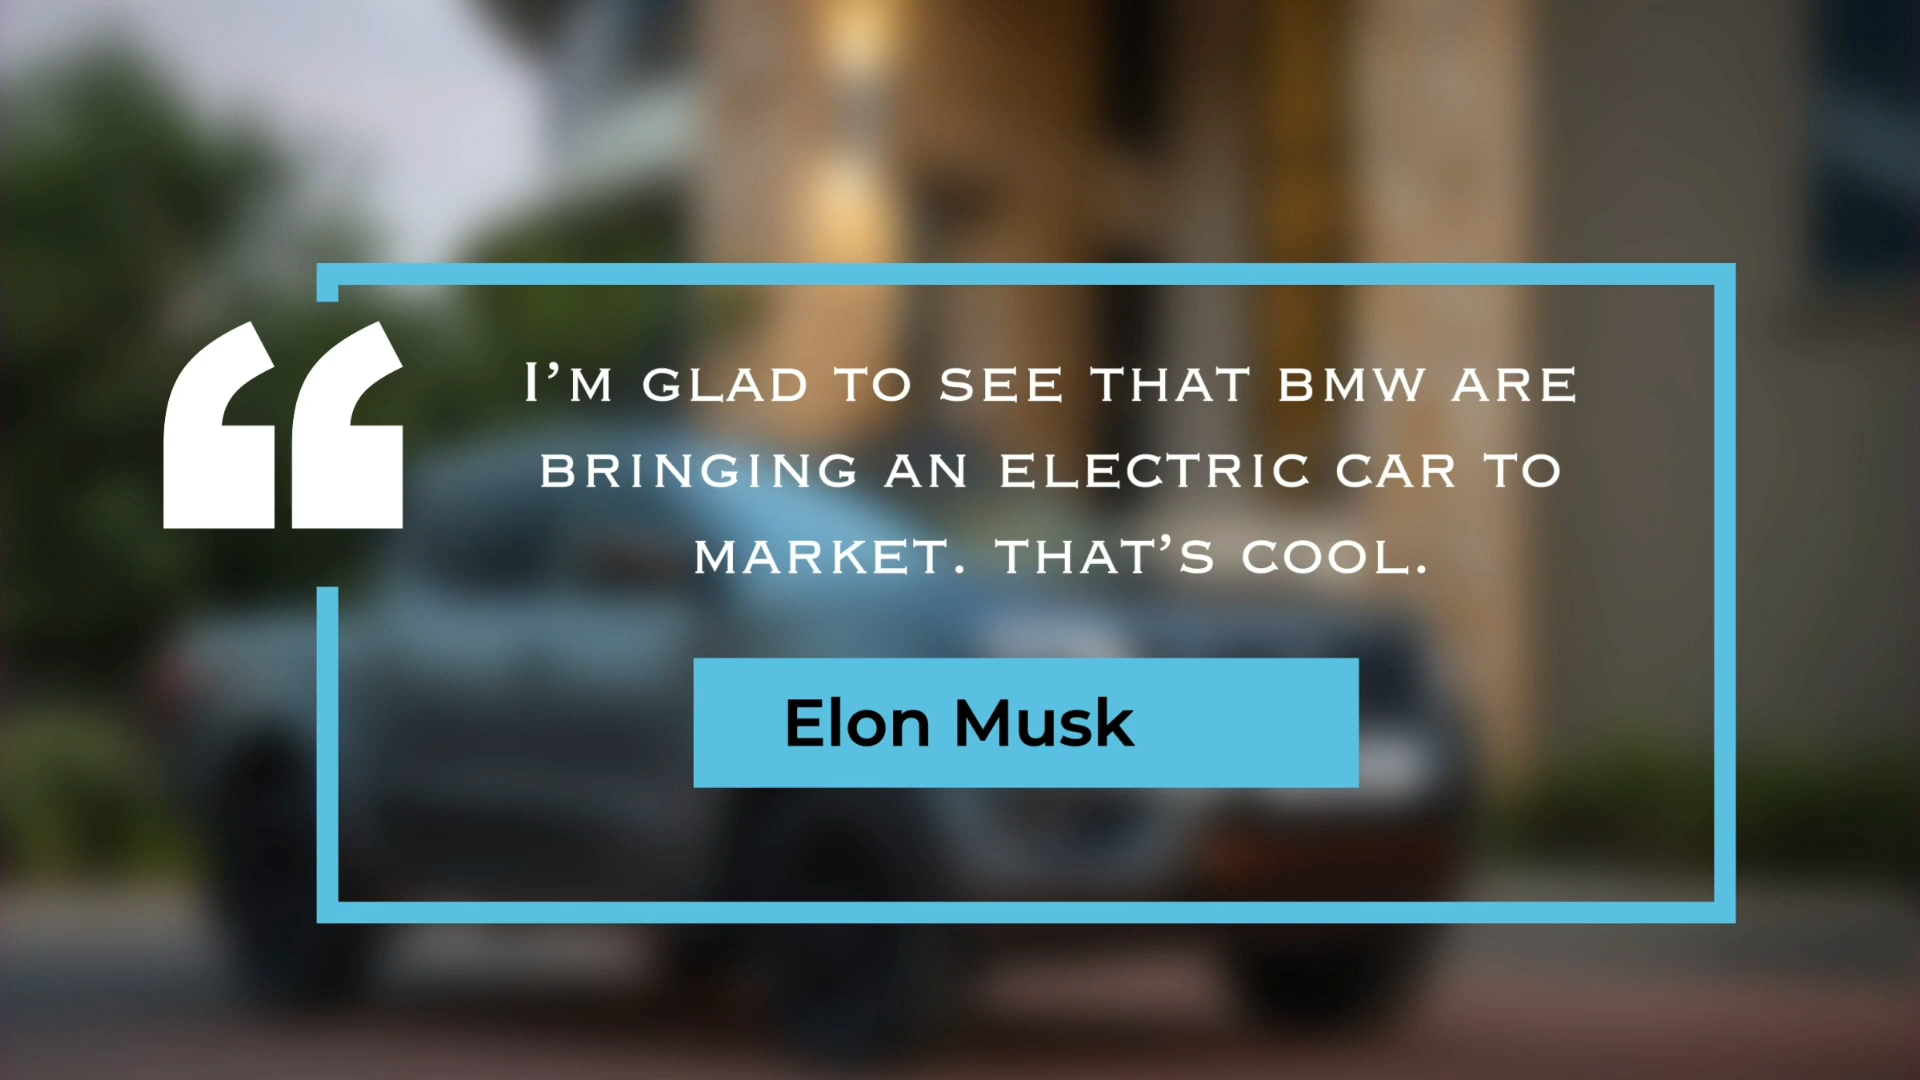 “
I’M GLAD TO SEE THAT BMW ARE
BRINGING AN ELECTRIC CAR TO
MARKET. THAT’S COOL.
Elon Musk